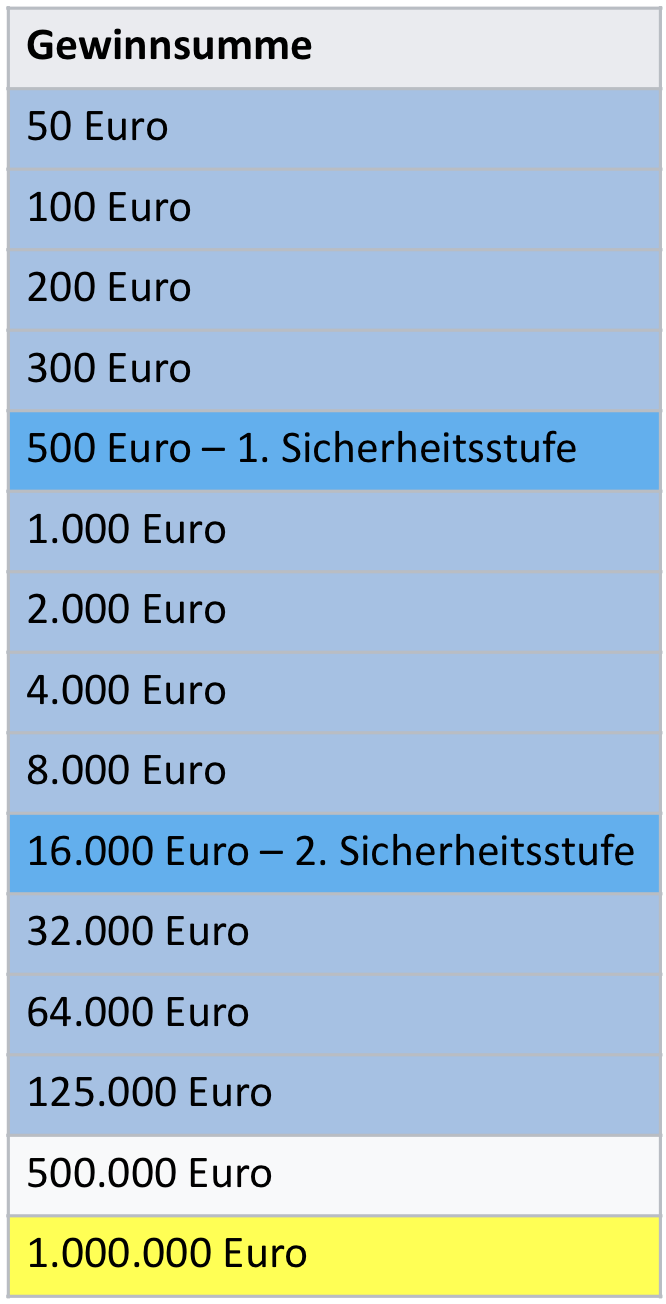 Gewinnsumme
50 Euro
100 Euro
200 Euro
300 Euro
500 Euro – 1. Sicherheitsstufe
1.000 Euro
2.000 Euro
4.000 Euro
8.000 Euro
16.000 Euro – 2. Sicherheitsstufe
32.000 Euro
64.000 Euro
125.000 Euro
500.000 Euro
1.000.000 Euro